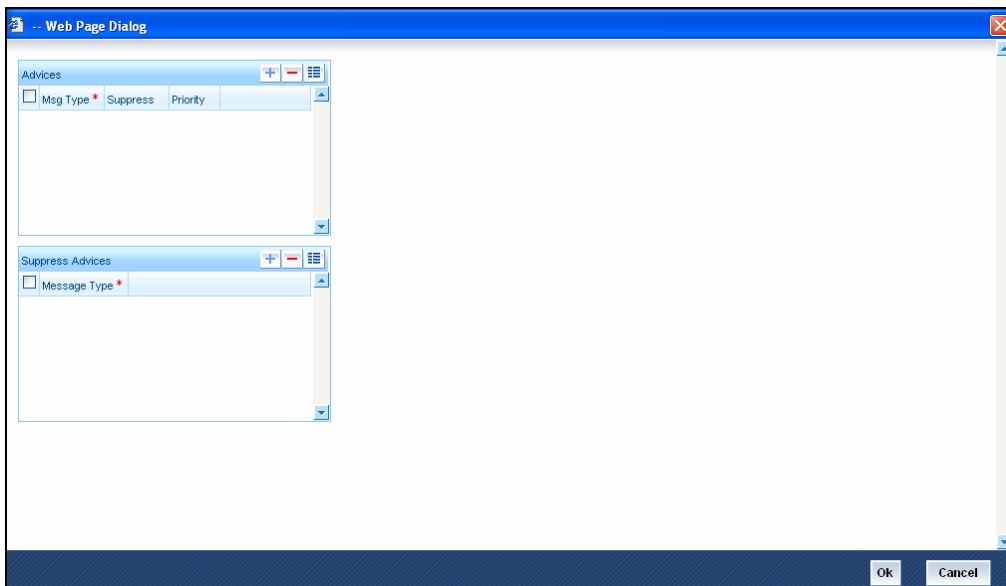 -- Web Page Dialog
Advices
Msg Type * Suppress Priority
Suppress Advices
Message Type *
Ok Cancel